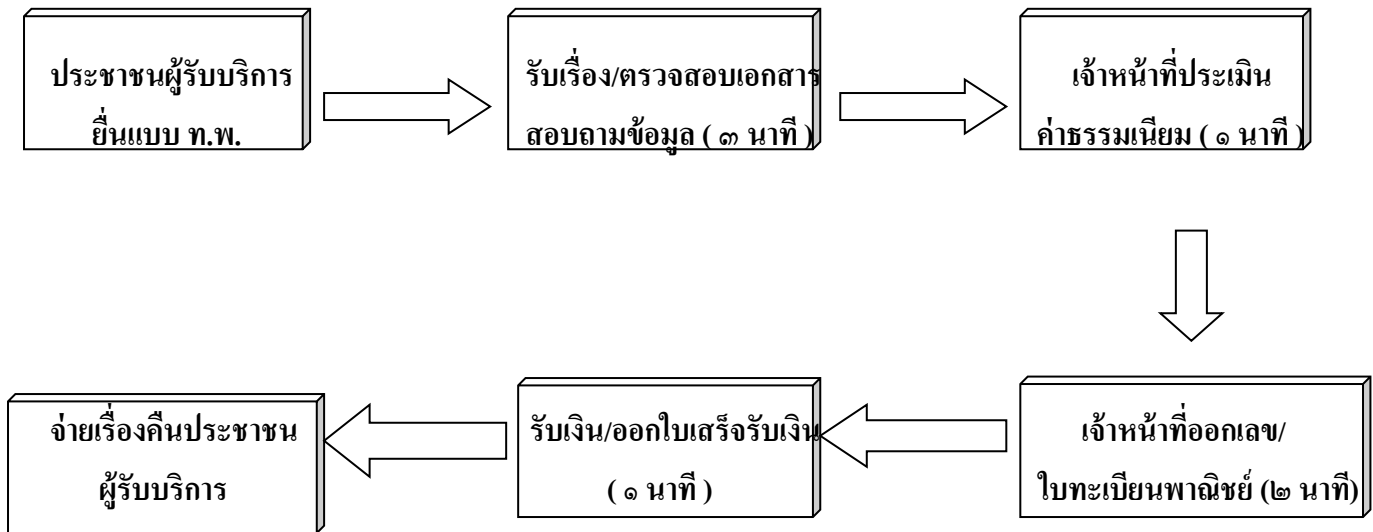 ประชาชนผู้รับบริการ
ยื่นแบบ ท.พ.
รับเรื่อง/ตรวจสอบเอกสาร
สอบถามข้อมูล ( ๓ นาที )
เจ้าหน้าที่ประเมิน
ค่าธรรมเนียม ( ๑ นาที )
เจ้าหน้าที่ออกเลข/
ใบทะเบียนพาณิชย์ (๒ นาที)
รับเงิน/ออกใบเสร็จรับเงิน
( ๑ นาที )
จ่ายเรื่องคืนประชาชน
ผู้รับบริการ